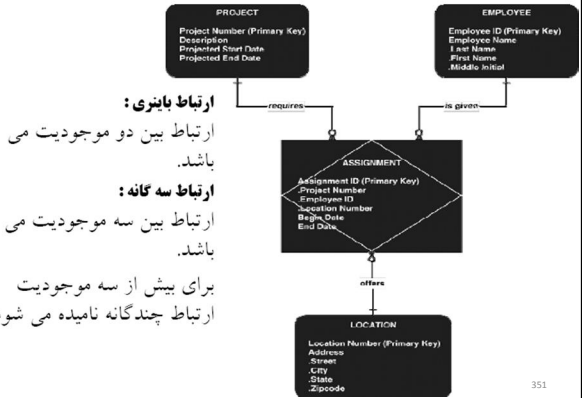 PROJECT
Project Number (Primary Key)
Description
Projected Start Date
Projected End Date
EMPLOYEE
Employee ID (Primary Key)
Employee Name
.Last Name
.First Name
.Middle Initial
requires
is given
ارتباط باینری :
ارتباط بین دو موجودیت می
باشد.
ارتباط سه گانه :
ارتباط بین سه موجودیت می
باشد.
برای بیش از سه موجودیت
ارتباط چندگانه نامیده می شو
ASSIGNMENT
Assignment ID (Primary Key)
.Project Number
.Employee ID
.Location Number
Begin Date
End Date
offers
LOCATION
Location Number (Primary Key)
Address
.Street
.City
.State
.Zipcode
351